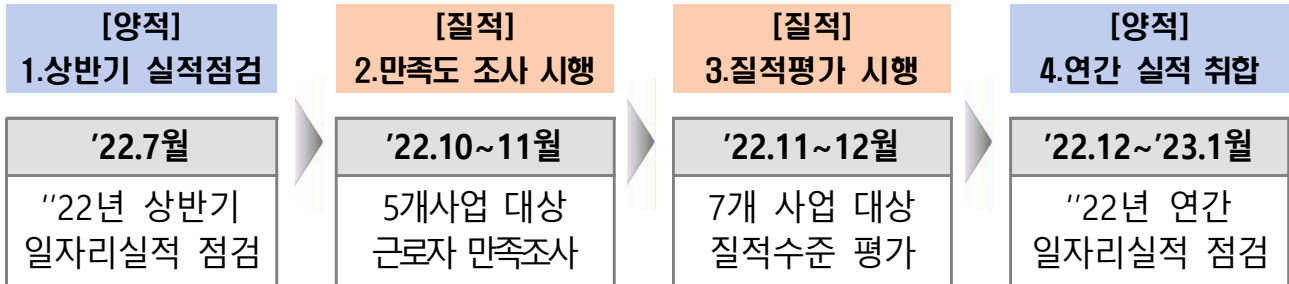 [양적]
1.상반기 실적점검
'22.7월
''22년 상반기
일자리실적 점검
[질적]
2.만족도 조사 시행
'22.10~11월
5개사업 대상
근로자 만족조사
[질적]
3.질적평가 시행
'22.11~12월
7개 사업 대상
질적수준 평가
[양적]
4.연간 실적 취합
'22.12~'23.1월
''22년 연간
일자리실적 점검